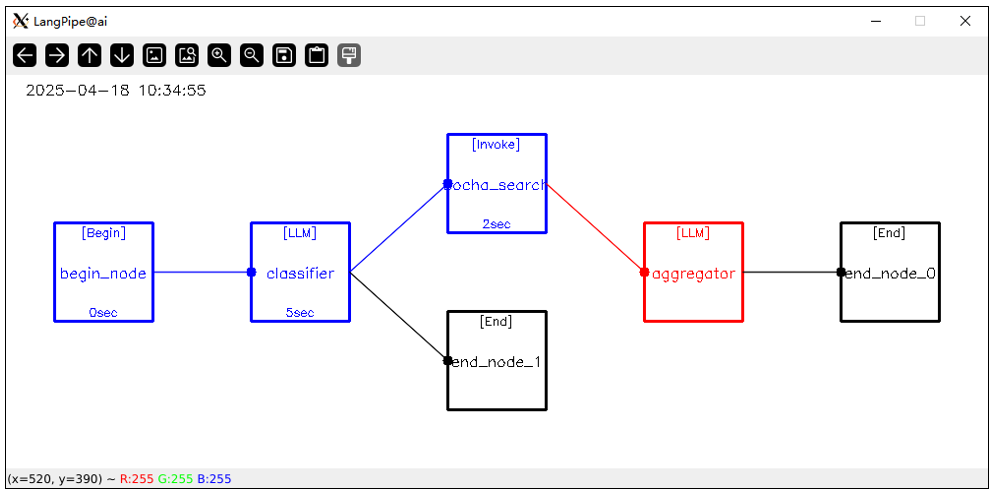 LangPipe@ai
2025-04-18 10:34:55
[Begin]
begin_node
0sec
[LLM]
classifier
5sec
[Invoke]
ocha_search
2sec
[End]
end_node_1
[LLM]
aggregator
[End]
end_node_0
(x=520, y=390) ~ R:255 G:255 B:255